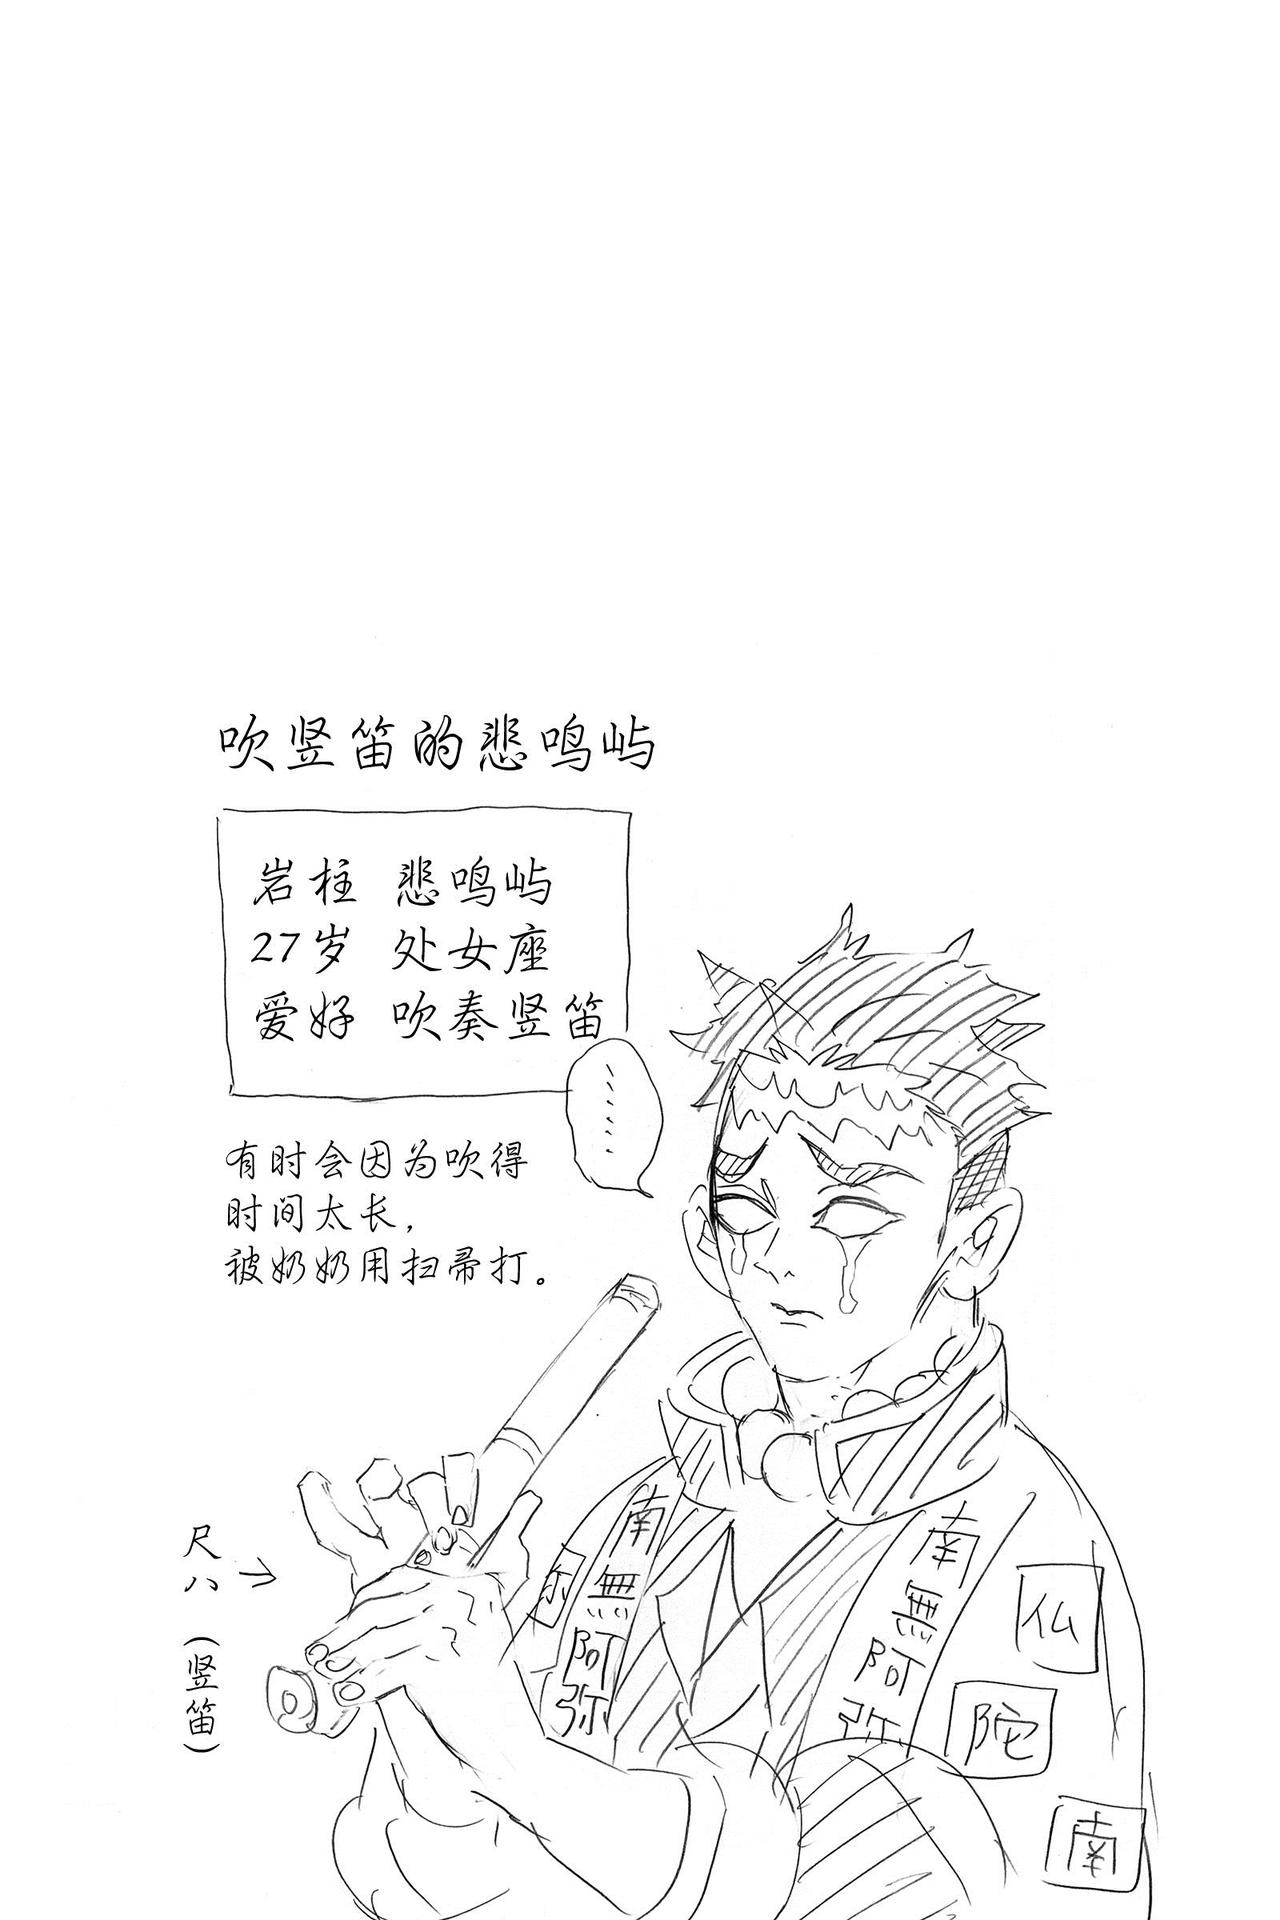 吹竖笛的悲鸣屿
岩柱 悲鸣屿
27岁 处女座
爱好 吹奏竖笛
……
有时会因为吹得
时间太长，
被奶奶用扫帚打。
尺八（竖笛）
→
南無阿弥
南無阿弥
仏
陀
南